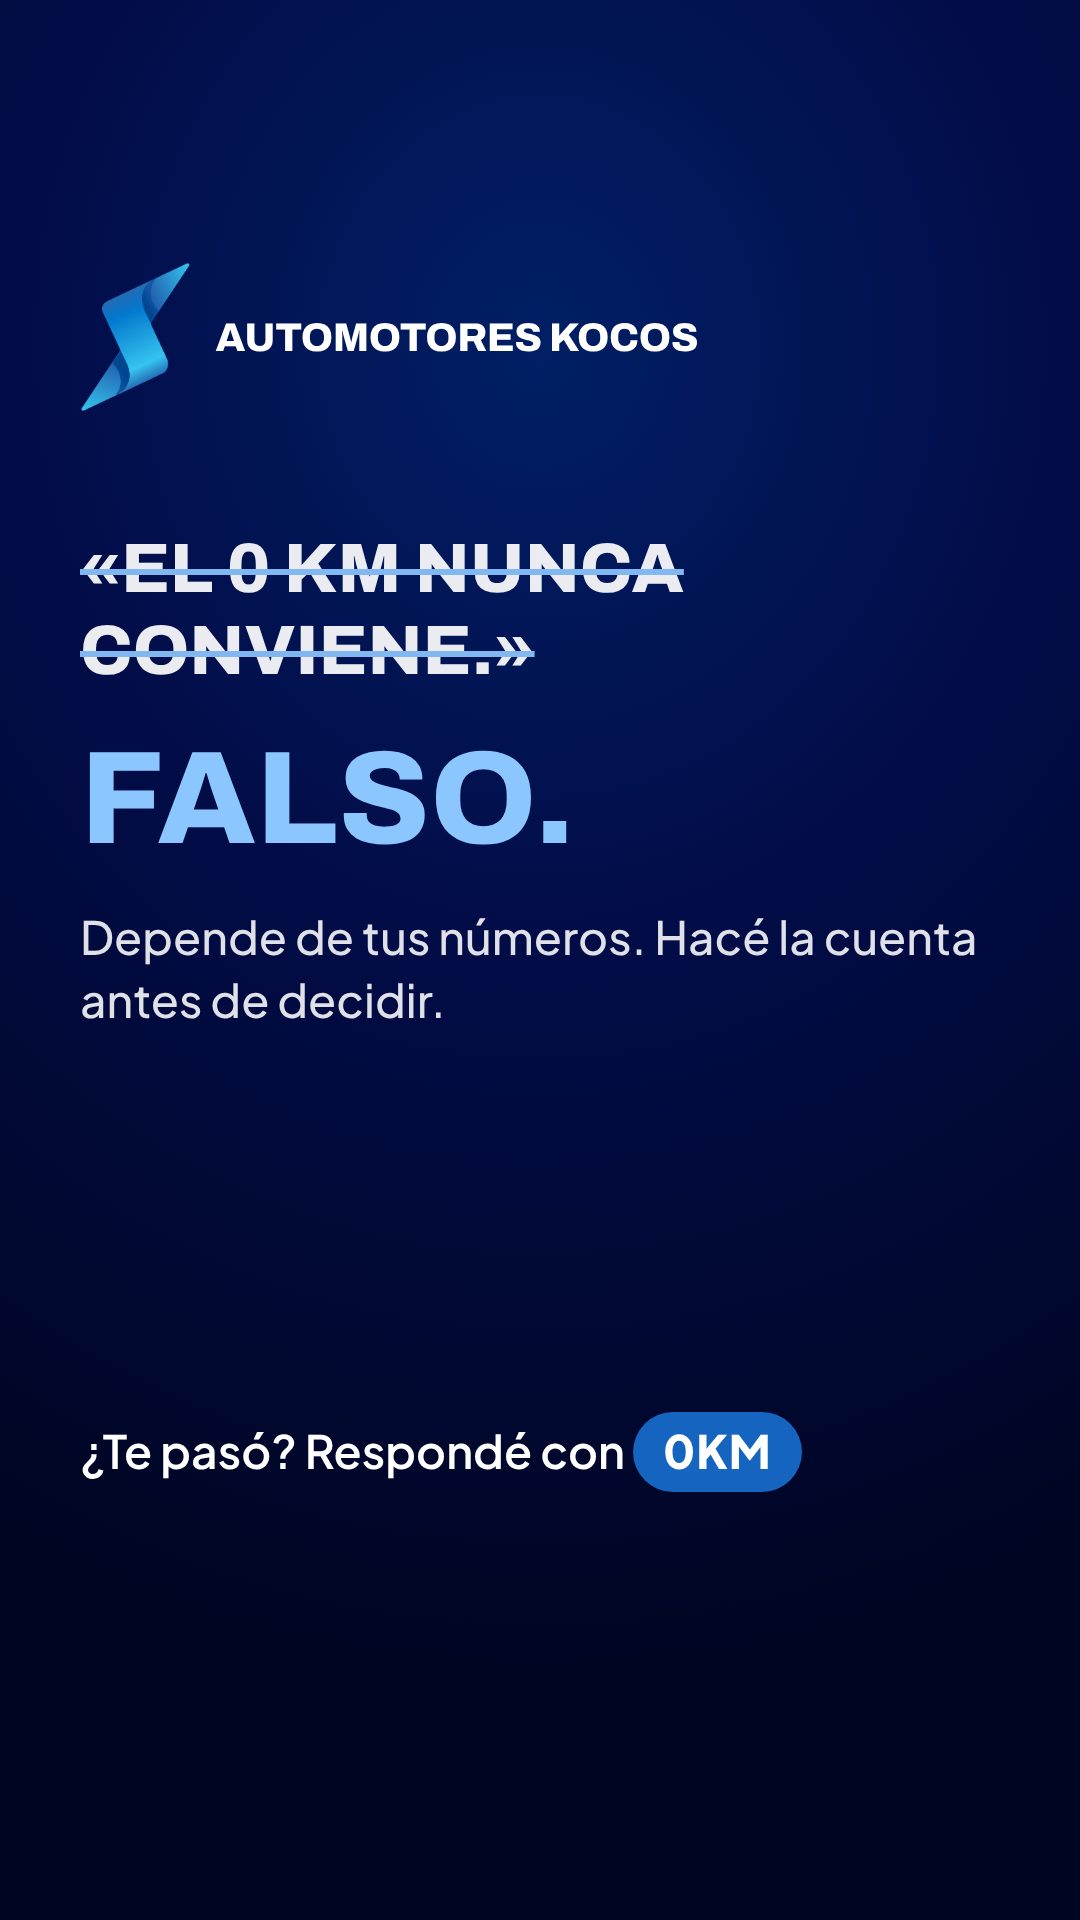 AUTOMOTORES KOCOS
«EL 0 KM NUNCA
CONVIENE.»
FALSO.
Depende de tus números. Hacé la cuenta
antes de decidir.
¿Te pasó? Respondé con 0KM